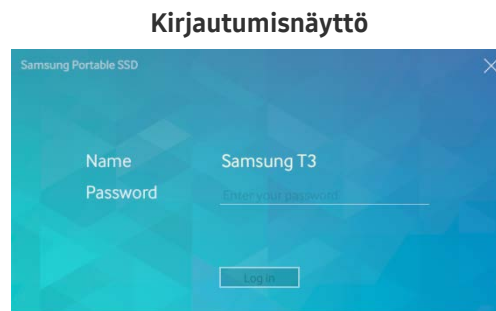 Kirjautumisnäyttö
Samsung Portable SSD
Name Samsung T3
Password Enter your password
Log in